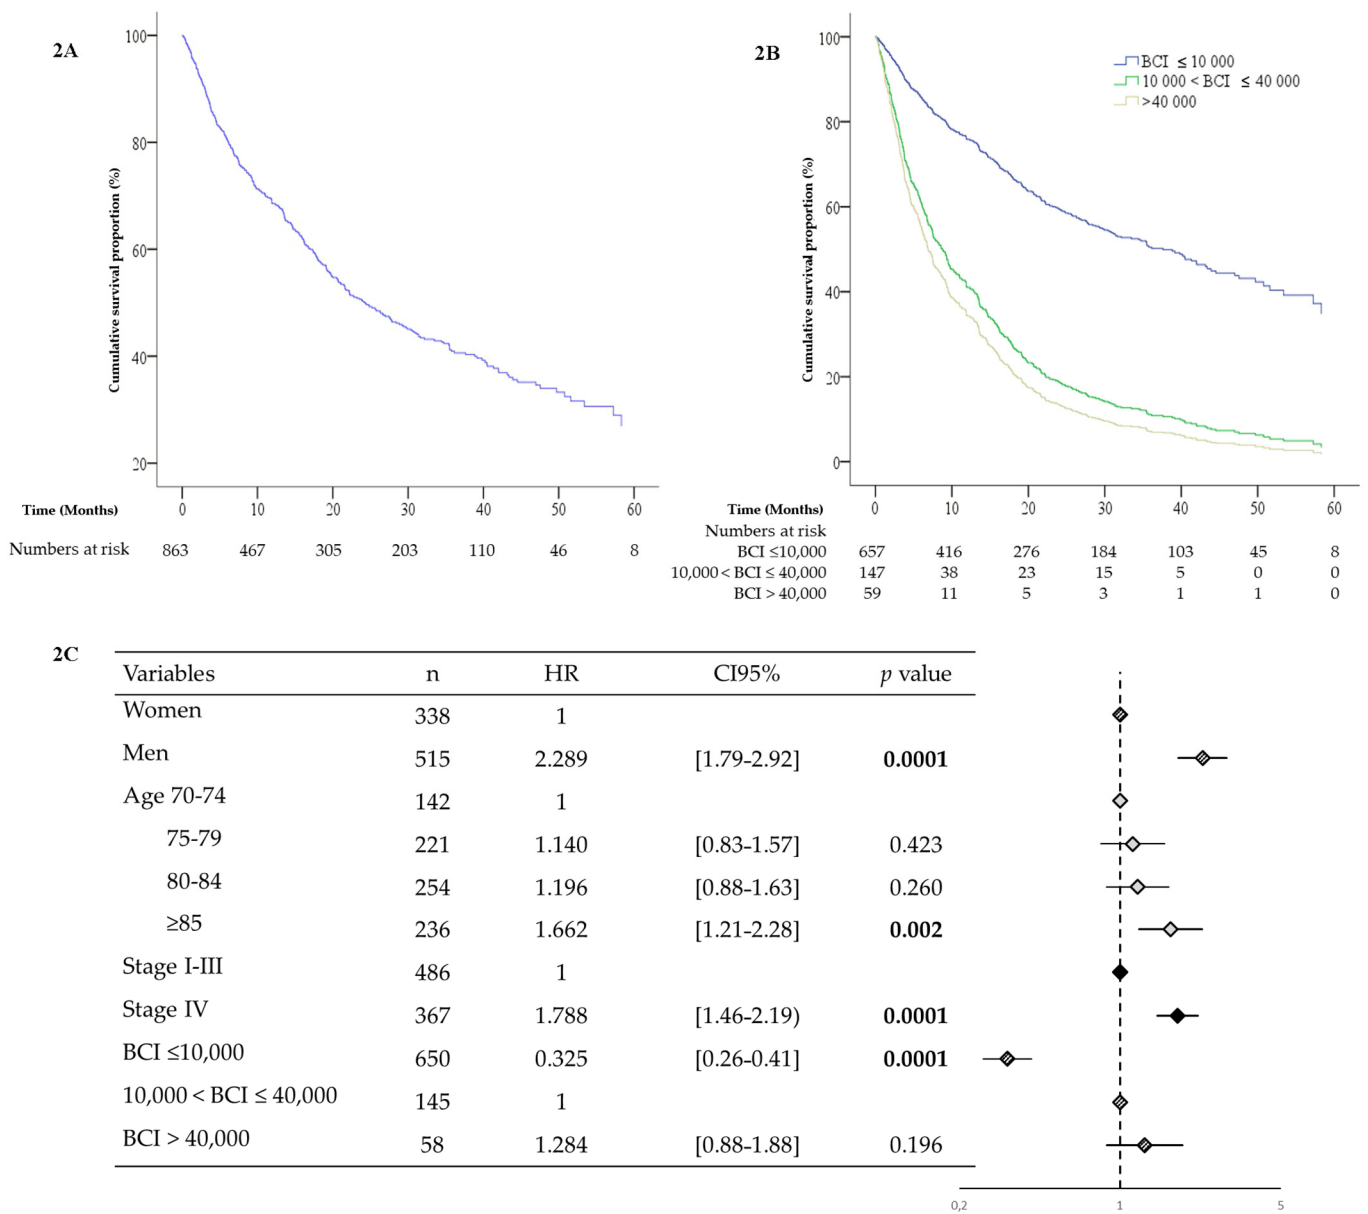 2A
Cumulative survival proportion (%)
100
80
60
40
20
Time (Months) 0 10 20 30 40 50 60
Numbers at risk 863 467 305 203 110 46 8
2B
Cumulative survival proportion (%)
100
80
60
40
20
0
BCI ≤ 10 000
10 000 < BCI ≤ 40 000
>40 000
Time (Months) 0 10 20 30 40 50 60
Numbers at risk
BCI ≤10,000 657 416 276 184 103 45 8
10,000 < BCI ≤ 40,000 147 38 23 15 5 0 0
BCI > 40,000 59 11 5 3 1 1 0
2C
Variables n HR CI95% p value
Women 338 1
Men 515 2.289 [1.79-2.92] 0.0001
Age 70-74 142 1
75-79 221 1.140 [0.83-1.57] 0.423
80-84 254 1.196 [0.88-1.63] 0.260
≥85 236 1.662 [1.21-2.28] 0.002
Stage I-III 486 1
Stage IV 367 1.788 [1.46-2.19) 0.0001
BCI ≤10,000 650 0.325 [0.26-0.41] 0.0001
10,000 < BCI ≤ 40,000 145 1
BCI > 40,000 58 1.284 [0.88-1.88] 0.196
0,2 1 5